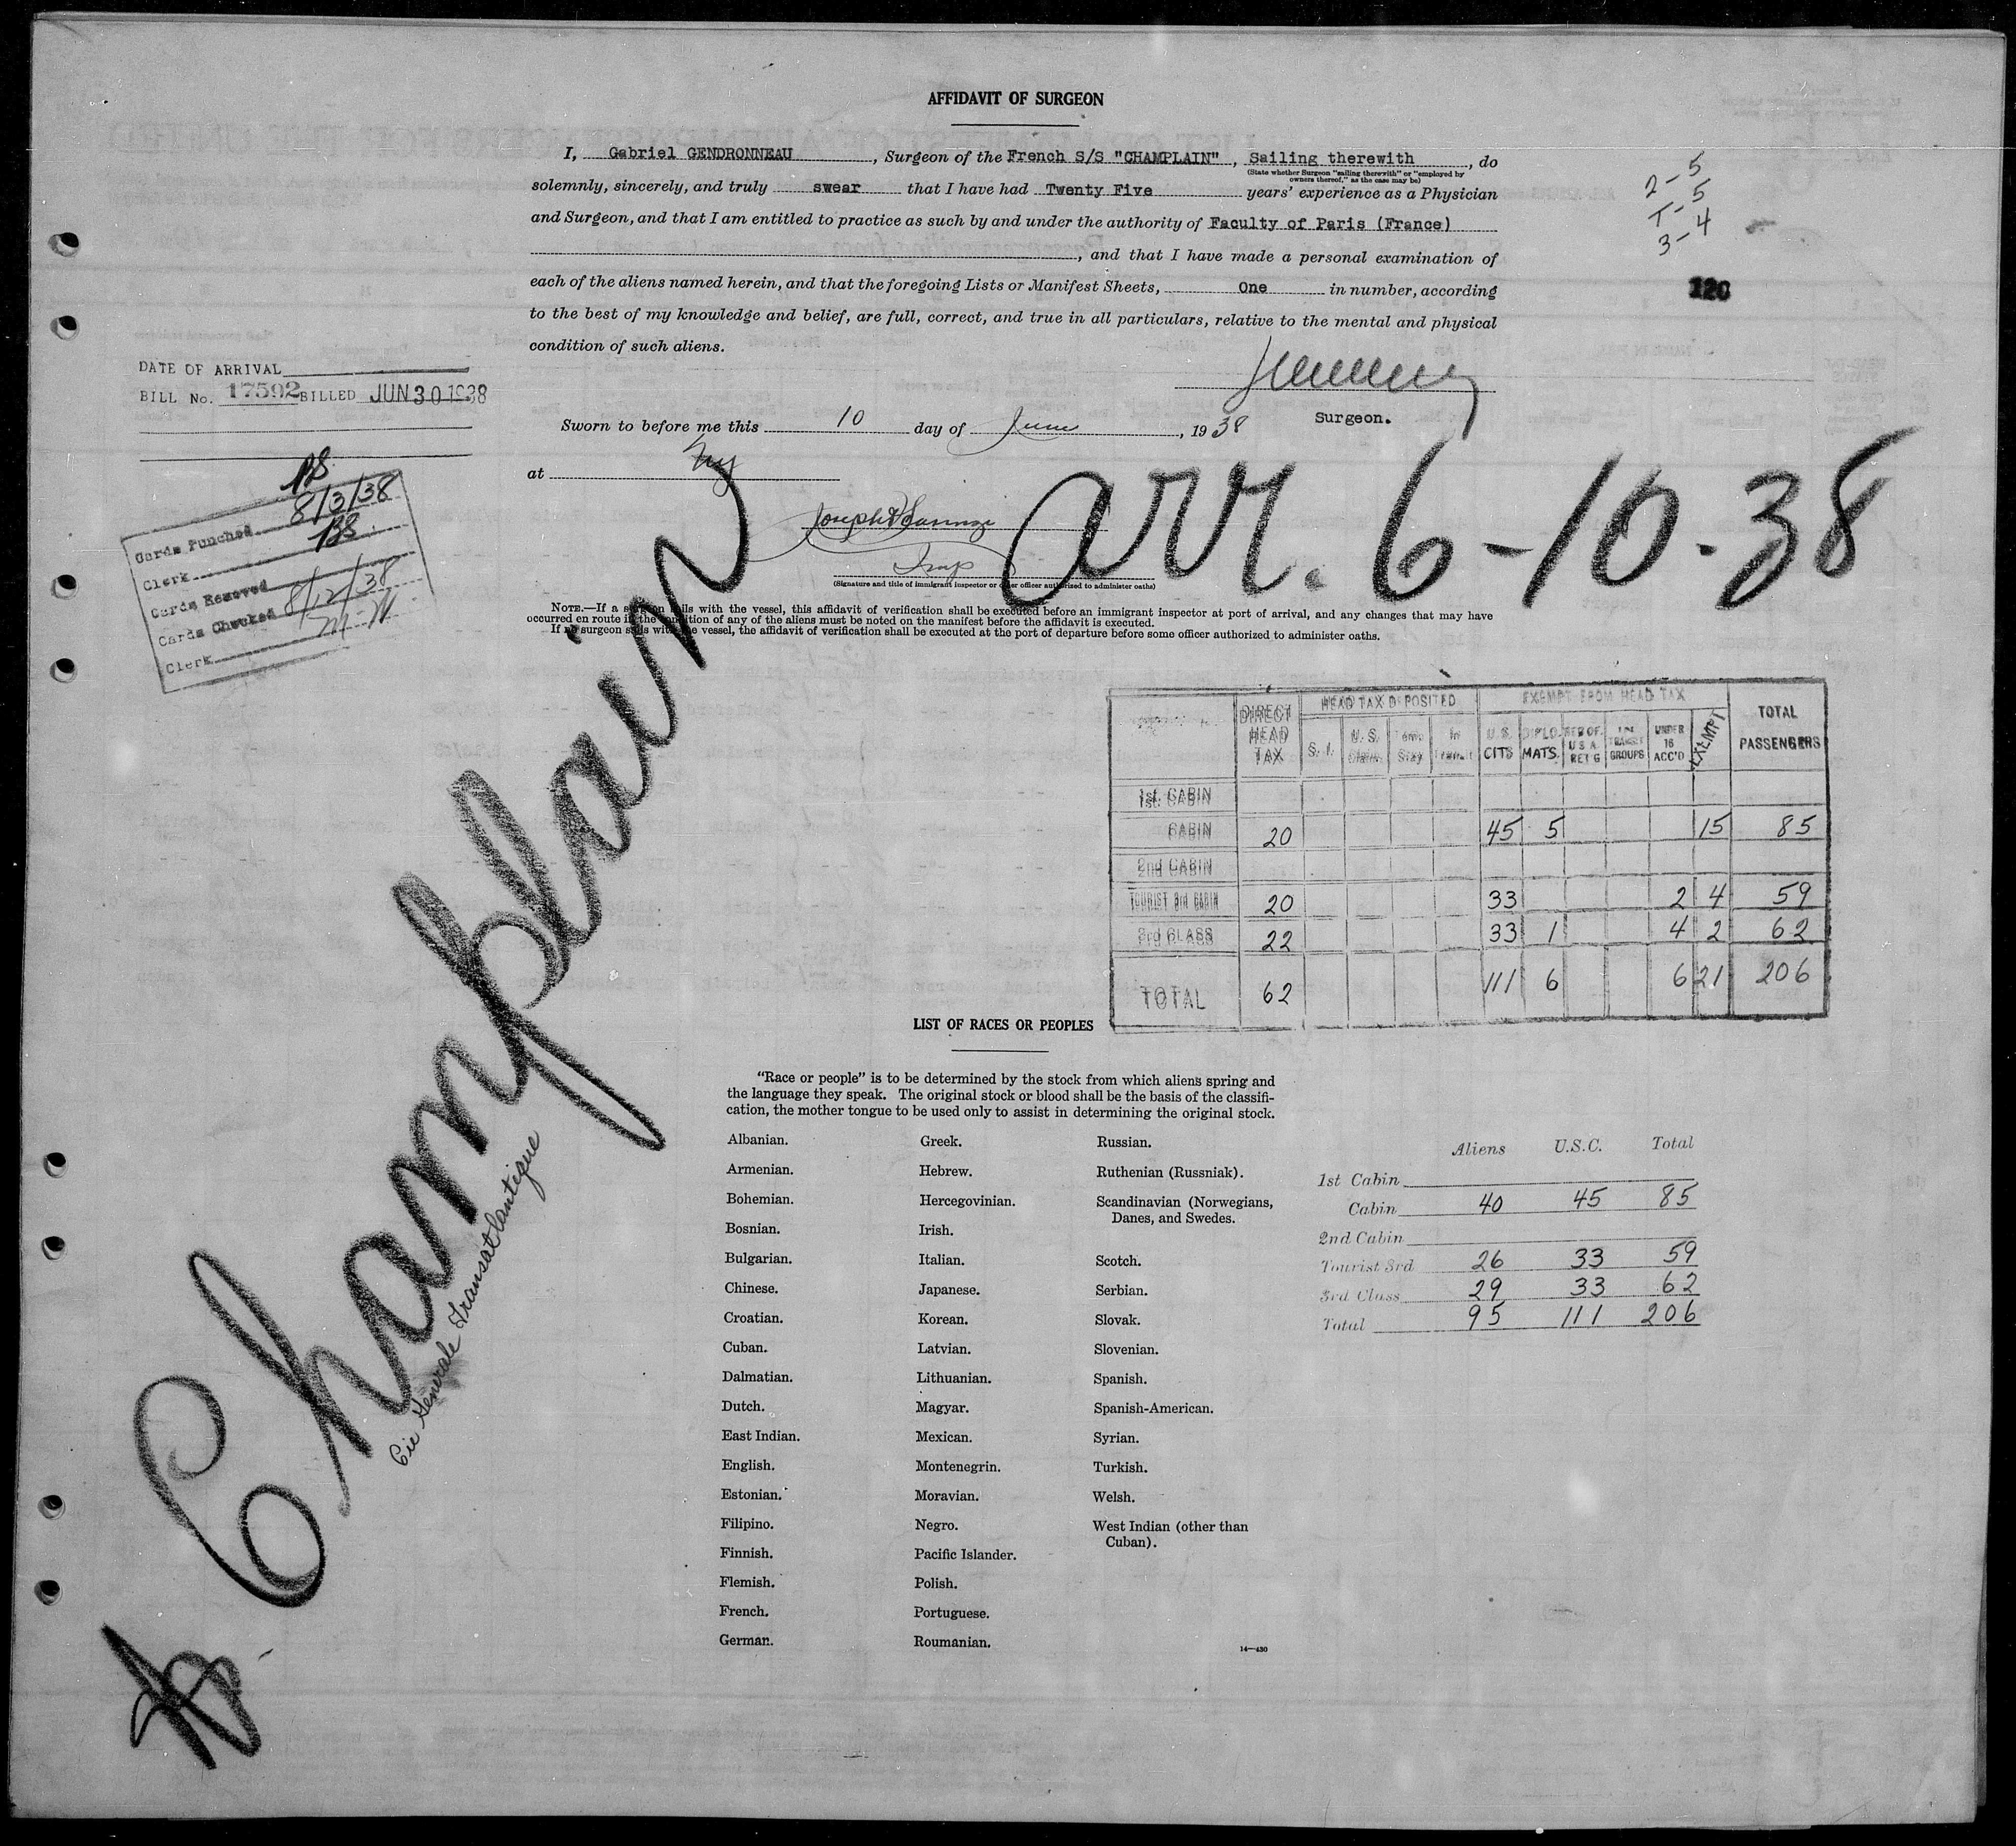 AFFIDAVIT OF SURGEON
I, Gabriel GENDRONNEAU, Surgeon of the French S/S "CHAMPLAIN", Sailing therewith, do
(State whether Surgeon "sailing therewith" or "employed by
owners thereof," as the case may be)
solemnly, sincerely, and truly swear that I have had Twenty Five years' experience as a Physician
and Surgeon, and that I am entitled to practice as such by and under the authority of Faculty of Paris (France)
, and that I have made a personal examination of
each of the aliens named herein, and that the foregoing Lists or Manifest Sheets, One in number, according
to the best of my knowledge and belief, are full, correct, and true in all particulars, relative to the mental and physical
condition of such aliens.
2-5
T-5
3-4
120
Surgeon.
DATE OF ARRIVAL
BILL No. 17592 BILLED JUN 30 1938
Sworn to before me this 10 day of June, 1938
at NY
arr. 6-10-38
Insp
(Signature and title of immigrant inspector or other officer authorized to administer oaths)
BS
Cards Punched 8/3/38
Clerk BS
Cards Removed
Cards Checked 8/12/38
Clerk
NOTE.—If a surgeon sails with the vessel, this affidavit of verification shall be executed before an immigrant inspector at port of arrival, and any changes that may have
occurred en route in the condition of any of the aliens must be noted on the manifest before the affidavit is executed.
If no surgeon sails with the vessel, the affidavit of verification shall be executed at the port of departure before some officer authorized to administer oaths.
Champlain
Cie Generale Transatlantique
DIRECT HEAD TAX HEAD TAX DEPOSITED EXEMPT FROM HEAD TAX TOTAL PASSENGERS
S. I. U. S. Temp Stay In Transit U.S. CITS DIPLO MATS. RES OF. U S A. RET G TRANSIT GROUPS UNDER 16 ACC'D EXEMPT
1st. CABIN
CABIN 20 45 5 15 85
2nd CABIN
TOURIST 3rd CABIN 20 33 2 4 59
3rd CLASS 22 33 1 4 2 62
TOTAL 62 111 6 6 21 206
LIST OF RACES OR PEOPLES
"Race or people" is to be determined by the stock from which aliens spring and
the language they speak. The original stock or blood shall be the basis of the classifi-
cation, the mother tongue to be used only to assist in determining the original stock.
Albanian.
Armenian.
Bohemian.
Bosnian.
Bulgarian.
Chinese.
Croatian.
Cuban.
Dalmatian.
Dutch.
East Indian.
English.
Estonian.
Filipino.
Finnish.
Flemish.
French.
German.
Greek.
Hebrew.
Hercegovinian.
Irish.
Italian.
Japanese.
Korean.
Latvian.
Lithuanian.
Magyar.
Mexican.
Montenegrin.
Moravian.
Negro.
Pacific Islander.
Polish.
Portuguese.
Roumanian.
Russian.
Ruthenian (Russniak).
Scandinavian (Norwegians,
Danes, and Swedes.
Scotch.
Serbian.
Slovak.
Slovenian.
Spanish.
Spanish-American.
Syrian.
Turkish.
Welsh.
West Indian (other than
Cuban).
Aliens U.S.C. Total
1st Cabin
Cabin 40 45 85
2nd Cabin
Tourist 3rd 26 33 59
3rd Class 29 33 62
Total 95 111 206
14—430